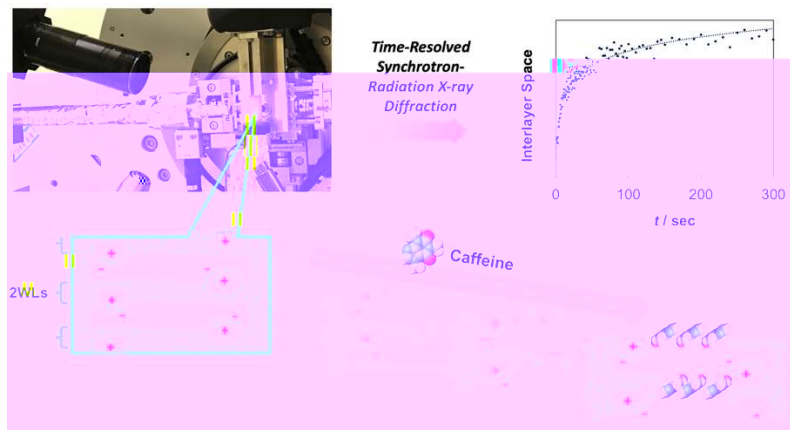 Time-Resolved
Synchrotron-
Radiation X-ray
Diffraction
Interlayer Space
0 100 200 300
t / sec
Caffeine
2WLs
+
+
-
-
+
+
-
+
+
+
-
+
-
+
-